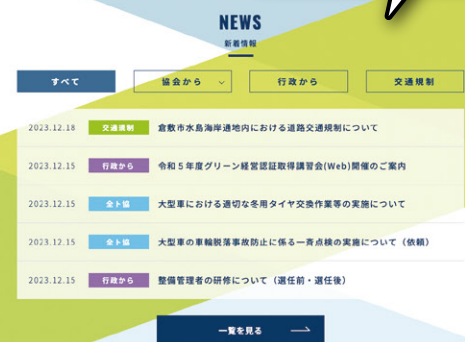 NEWS
新着情報
すべて 協会から 行政から 交通規制
2023.12.18 交通規制 倉敷市水島海岸通地内における道路交通規制について
2023.12.15 行政から 令和５年度グリーン経営認証取得講習会(Web)開催のご案内
2023.12.15 全ト協 大型車における適切な冬用タイヤ交換作業等の実施について
2023.12.15 全ト協 大型車の車輪脱落事故防止に係る一斉点検の実施について（依頼）
2023.12.15 行政から 整備管理者の研修について（選任前・選任後）
一覧を見る